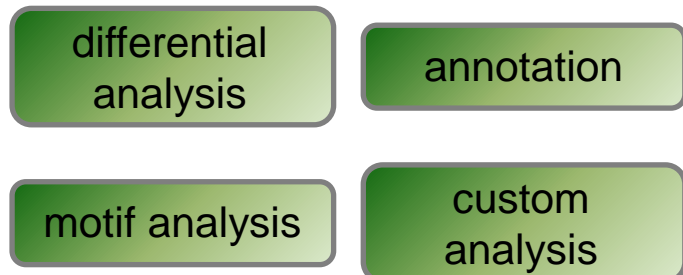 differential
analysis
annotation
motif analysis
custom
analysis